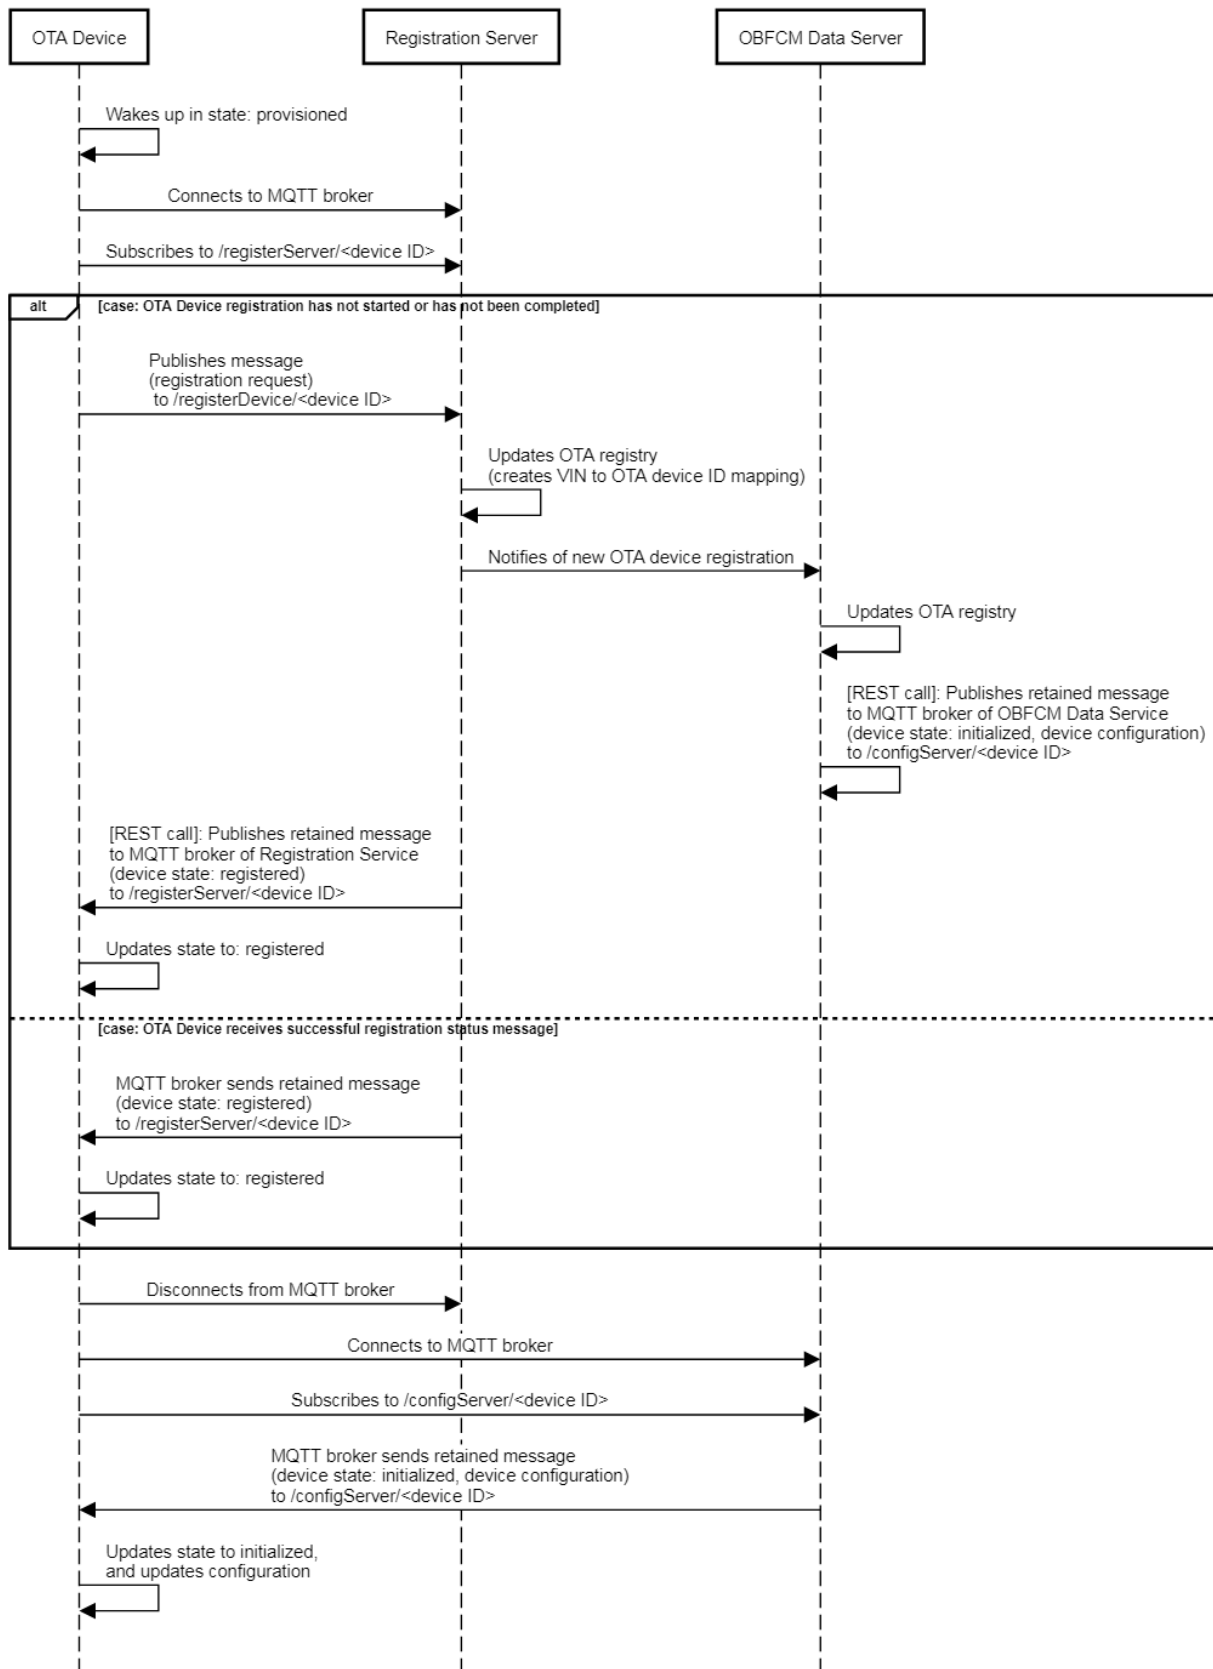 OTA Device
Registration Server
OBFCM Data Server
Wakes up in state: provisioned
Connects to MQTT broker
Subscribes to /registerServer/<device ID>
alt
[case: OTA Device registration has not started or has not been completed]
Publishes message
(registration request)
to /registerDevice/<device ID>
Updates OTA registry
(creates VIN to OTA device ID mapping)
Notifies of new OTA device registration
Updates OTA registry
[REST call]: Publishes retained message
to MQTT broker of OBFCM Data Service
(device state: initialized, device configuration)
to /configServer/<device ID>
[REST call]: Publishes retained message
to MQTT broker of Registration Service
(device state: registered)
to /registerServer/<device ID>
Updates state to: registered
[case: OTA Device receives successful registration status message]
MQTT broker sends retained message
(device state: registered)
to /registerServer/<device ID>
Updates state to: registered
Disconnects from MQTT broker
Connects to MQTT broker
Subscribes to /configServer/<device ID>
MQTT broker sends retained message
(device state: initialized, device configuration)
to /configServer/<device ID>
Updates state to initialized,
and updates configuration